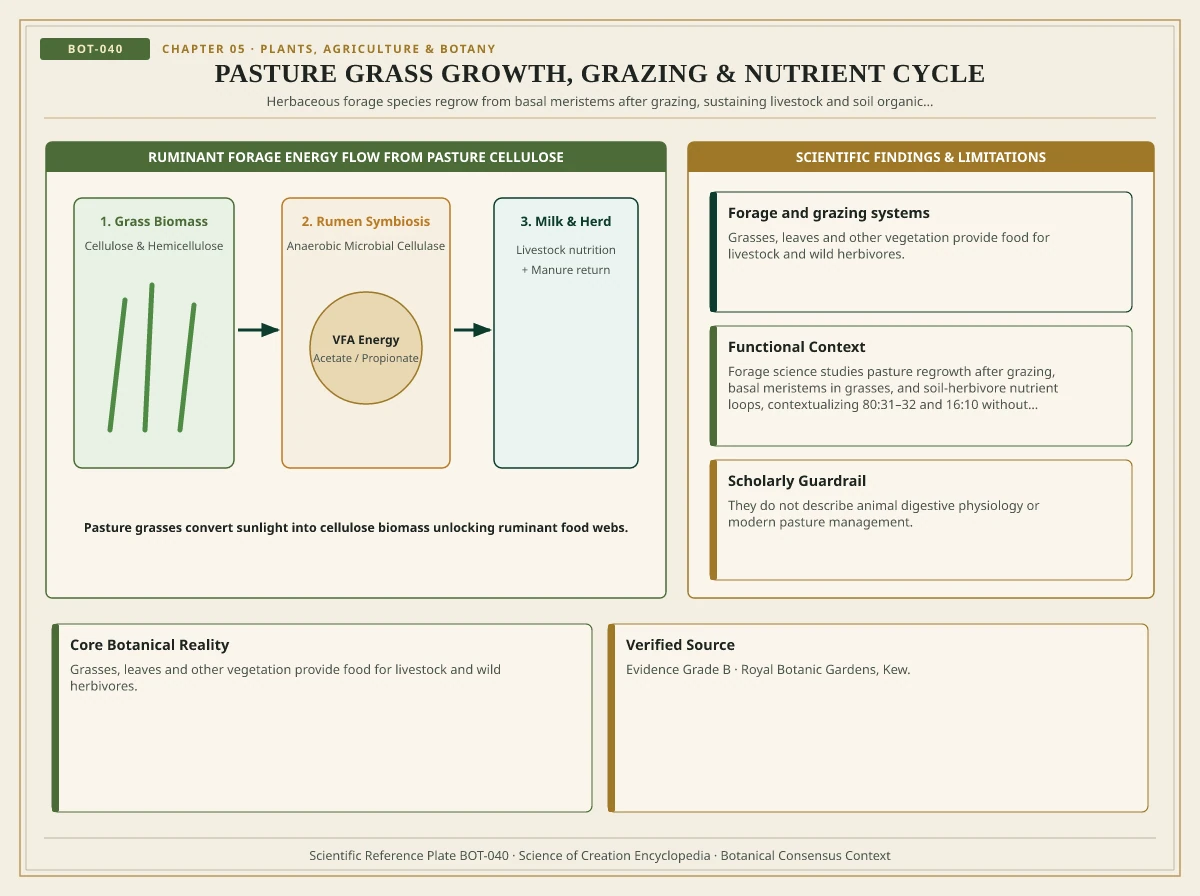 BOT-040
CHAPTER 05 · PLANTS, AGRICULTURE & BOTANY
PASTURE GRASS GROWTH, GRAZING & NUTRIENT CYCLE
Herbaceous forage species regrow from basal meristems after grazing, sustaining livestock and soil organic…
RUMINANT FORAGE ENERGY FLOW FROM PASTURE CELLULOSE
1. Grass Biomass
Cellulose & Hemicellulose
2. Rumen Symbiosis
Anaerobic Microbial Cellulase
VFA Energy
Acetate / Propionate
3. Milk & Herd
Livestock nutrition
+ Manure return
Pasture grasses convert sunlight into cellulose biomass unlocking ruminant food webs.
SCIENTIFIC FINDINGS & LIMITATIONS
Forage and grazing systems
Grasses, leaves and other vegetation provide food for
livestock and wild herbivores.
Functional Context
Forage science studies pasture regrowth after grazing,
basal meristems in grasses, and soil-herbivore nutrient
loops, contextualizing 80:31–32 and 16:10 without…
Scholarly Guardrail
They do not describe animal digestive physiology or
modern pasture management.
Core Botanical Reality
Grasses, leaves and other vegetation provide food for livestock and wild
herbivores.
Verified Source
Evidence Grade B · Royal Botanic Gardens, Kew.
Scientific Reference Plate BOT-040 · Science of Creation Encyclopedia · Botanical Consensus Context